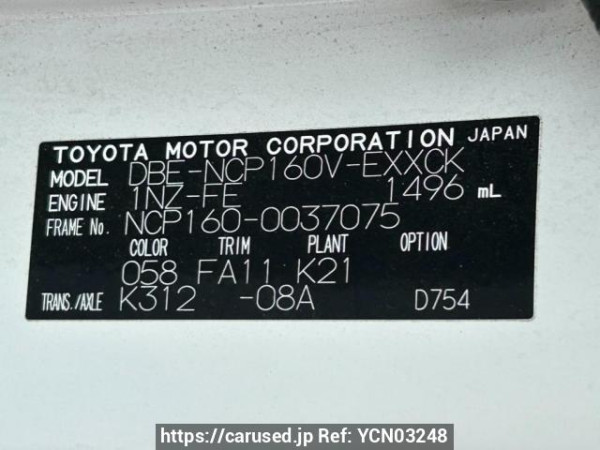 TOYOTA MOTOR CORPORATION JAPAN
MODEL DBE-NCP160V-EXXCK
ENGINE 1NZ-FE 1496 mL
FRAME No. NCP160-0037075
COLOR TRIM PLANT OPTION
058 FA11 K21
TRANS./AXLE K312 -08A D754
https://carused.jp Ref: YCN03248